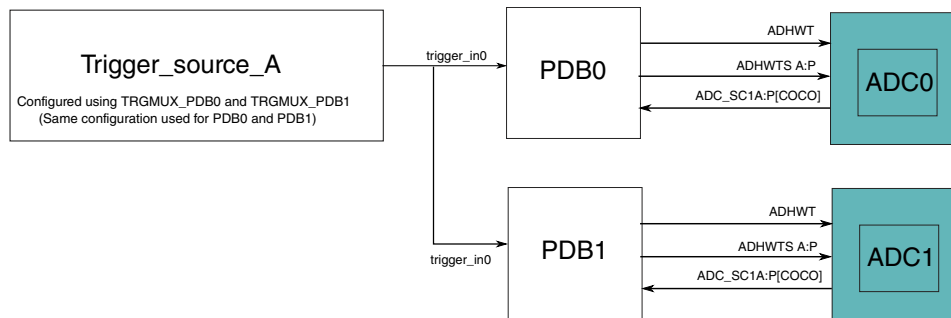 Trigger_source_A
Configured using TRGMUX_PDB0 and TRGMUX_PDB1
(Same configuration used for PDB0 and PDB1)
trigger_in0
PDB0
ADHWT
ADHWTS A:P
ADC_SC1A:P[COCO]
ADC0
trigger_in0
PDB1
ADHWT
ADHWTS A:P
ADC_SC1A:P[COCO]
ADC1